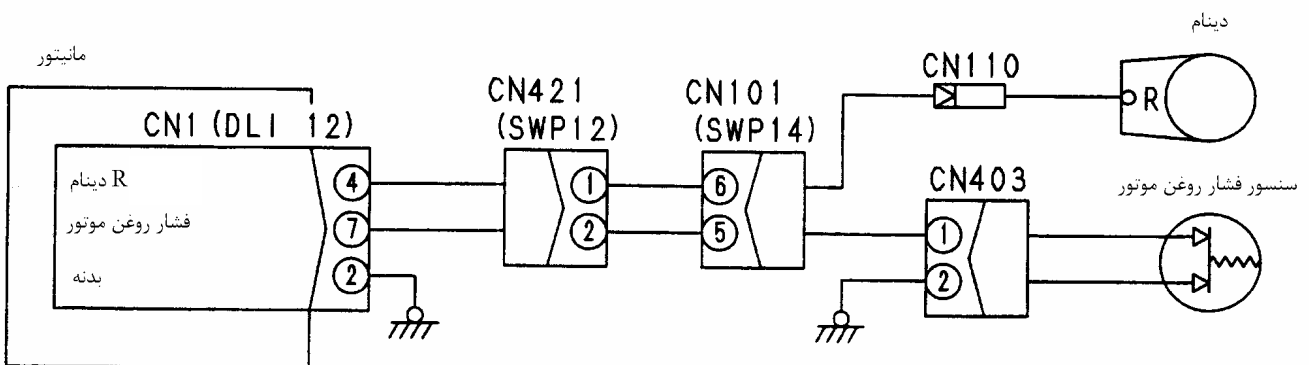 دینام
مانیتور
CN110
CN421
(SWP12)
CN101
(SWP14)
R
CN1 (DLI 12)
CN403
سنسور فشار روغن موتور
R دینام
4
1
6
فشار روغن موتور
7
2
5
1
بدنه
2
2